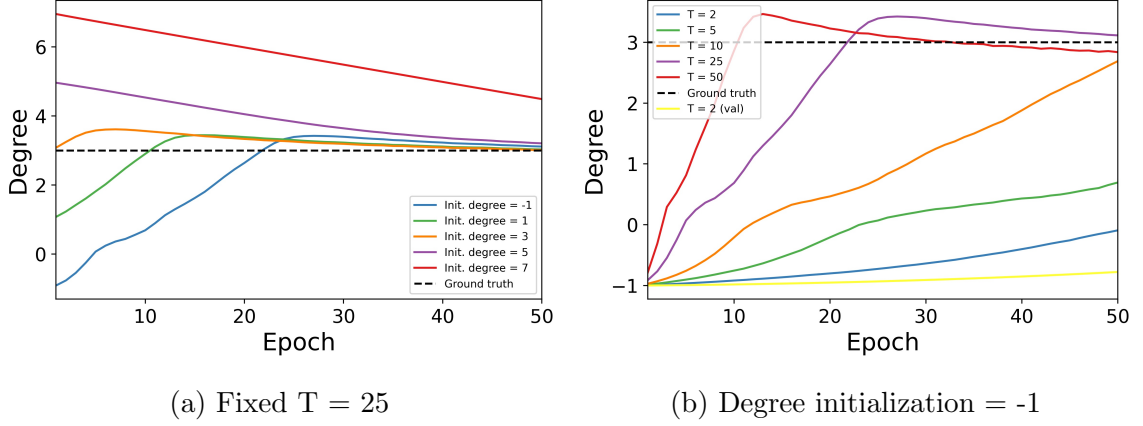 Degree
6
4
2
0
Init. degree = -1
Init. degree = 1
Init. degree = 3
Init. degree = 5
Init. degree = 7
Ground truth
10 20 30 40 50
Epoch
(a) Fixed T = 25
Degree
3
2
1
0
−1
T = 2
T = 5
T = 10
T = 25
T = 50
Ground truth
T = 2 (val)
10 20 30 40 50
Epoch
(b) Degree initialization = -1